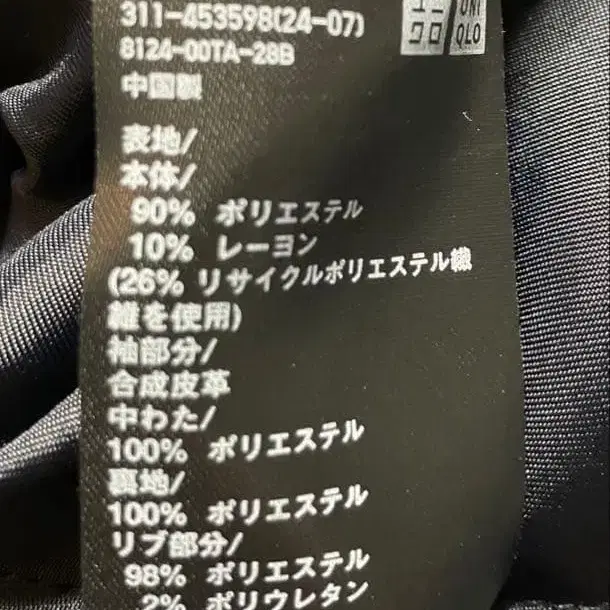 311-453598(24-07)
UNI
QLO
8124-00TA-28B
中国製
表地/
本体/
90% ポリエステル
10% レーヨン
(26% リサイクルポリエステル繊
維を使用)
袖部分/
合成皮革
中わた/
100% ポリエステル
裏地/
100% ポリエステル
リブ部分/
98% ポリエステル
2% ポリウレタン